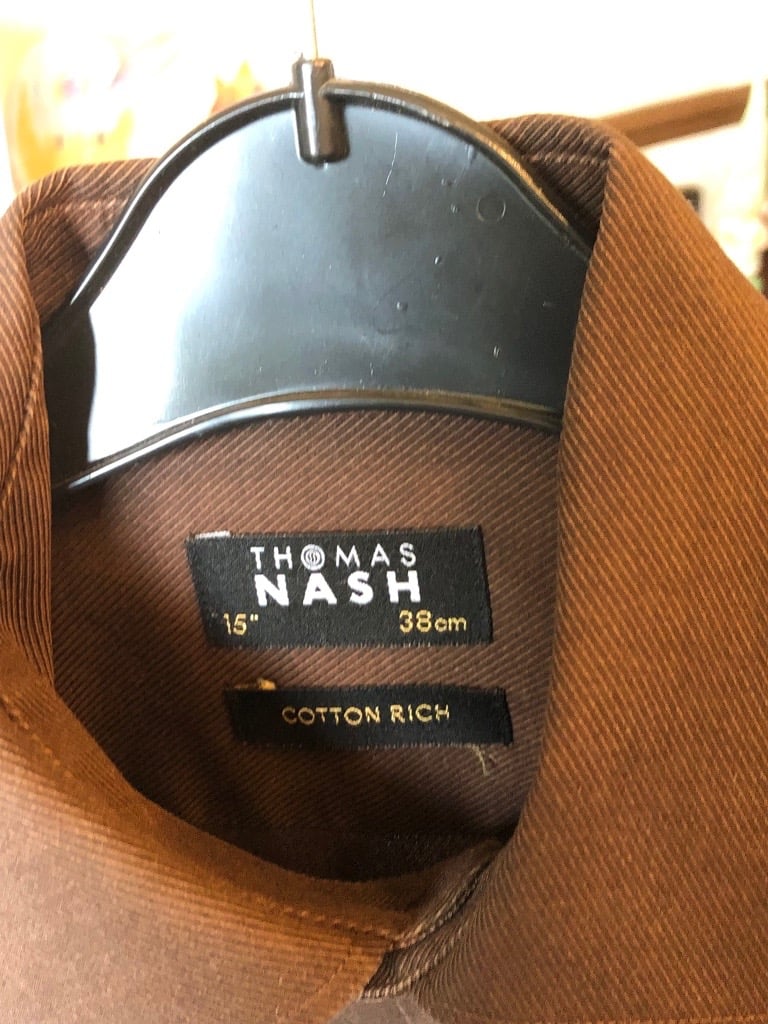 THOMAS
NASH
15" 38cm
COTTON RICH